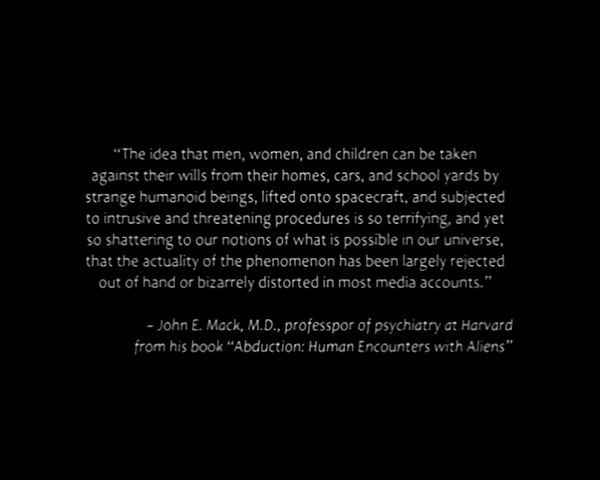 “The idea that men, women, and children can be taken
against their wills from their homes, cars, and school yards by
strange humanoid beings, lifted onto spacecraft, and subjected
to intrusive and threatening procedures is so terrifying, and yet
so shattering to our notions of what is possible in our universe,
that the actuality of the phenomenon has been largely rejected
out of hand or bizarrely distorted in most media accounts.”
– John E. Mack, M.D., professpor of psychiatry at Harvard
from his book “Abduction: Human Encounters with Aliens”